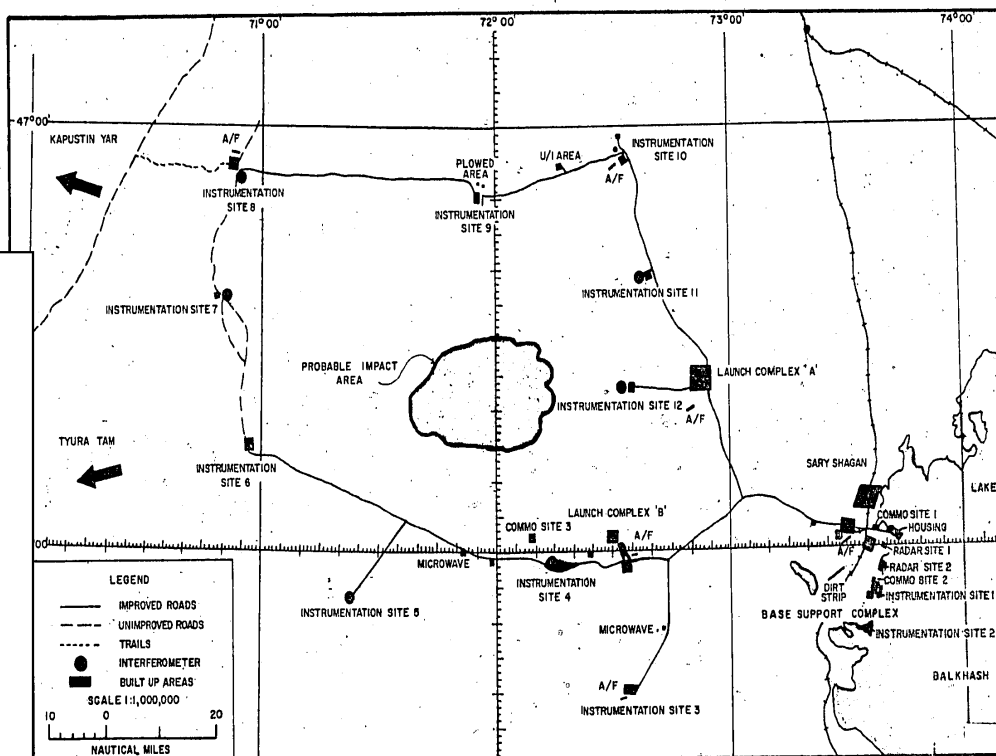 71°00'
72°00'
73°00'
74°00'
47°00'
KAPUSTIN YAR
A/F
INSTRUMENTATION
SITE 8
PLOWED
AREA
INSTRUMENTATION
SITE 9
U/I AREA
A/F
INSTRUMENTATION
SITE 10
INSTRUMENTATION SITE 7
INSTRUMENTATION SITE 11
PROBABLE IMPACT
AREA
LAUNCH COMPLEX 'A'
INSTRUMENTATION SITE 12
A/F
TYURA TAM
INSTRUMENTATION
SITE 6
SARY SHAGAN
LAKE
COMMO SITE 3
LAUNCH COMPLEX 'B'
A/F
COMMO SITE 1
HOUSING
00'
MICROWAVE
INSTRUMENTATION
SITE 4
A/F
RADAR SITE 1
RADAR SITE 2
COMMO SITE 2
DIRT
STRIP
INSTRUMENTATION SITE 1
INSTRUMENTATION SITE 5
BASE SUPPORT COMPLEX
MICROWAVE
INSTRUMENTATION SITE 2
A/F
INSTRUMENTATION SITE 3
BALKHASH
LEGEND
IMPROVED ROADS
UNIMPROVED ROADS
TRAILS
INTERFEROMETER
BUILT UP AREAS
SCALE 1:1,000,000
10 0 20
NAUTICAL MILES